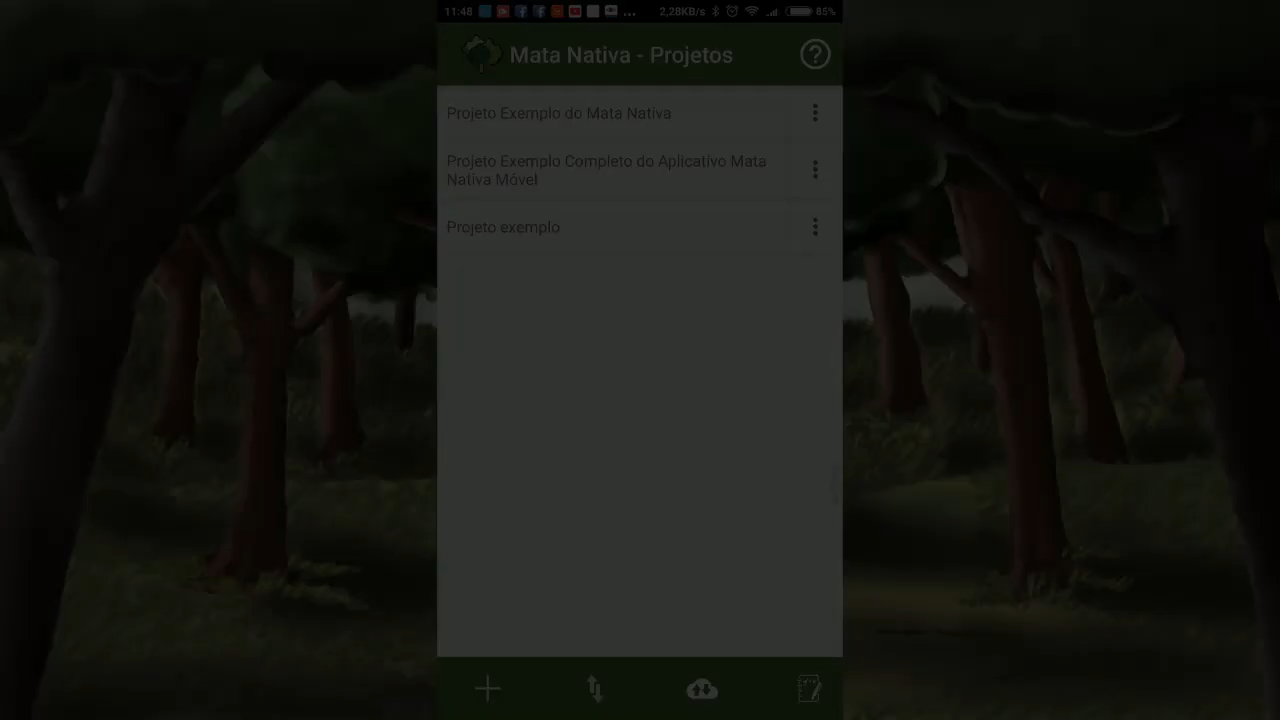 11:48 ... 2,28KB/s 85%
Mata Nativa - Projetos
Projeto Exemplo do Mata Nativa
Projeto Exemplo Completo do Aplicativo Mata
Nativa Móvel
Projeto exemplo